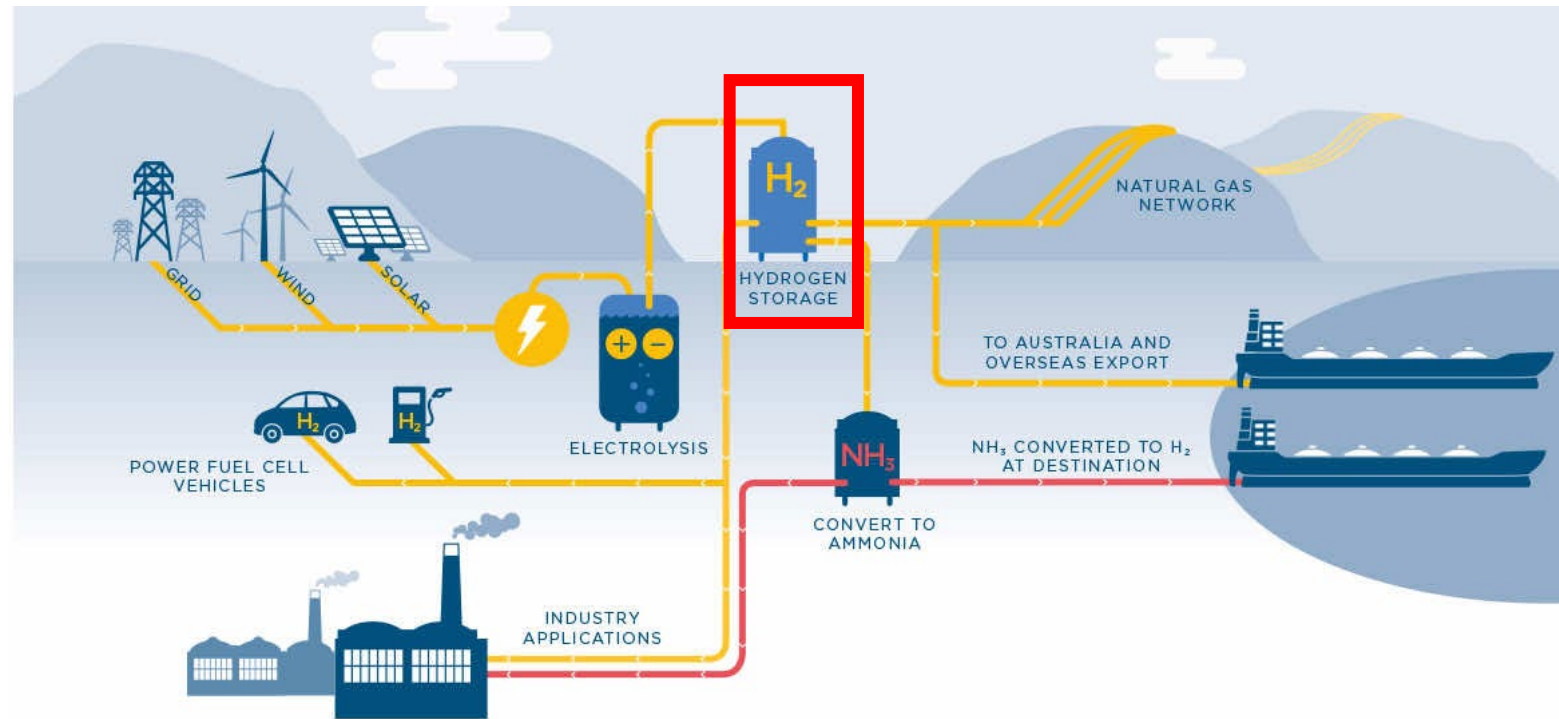 H₂
NATURAL GAS
NETWORK
GRID
WIND
SOLAR
HYDROGEN
STORAGE
+ −
TO AUSTRALIA AND
OVERSEAS EXPORT
H₂
H₂
ELECTROLYSIS
POWER FUEL CELL
VEHICLES
NH₃
NH₃ CONVERTED TO H₂
AT DESTINATION
CONVERT TO
AMMONIA
INDUSTRY
APPLICATIONS